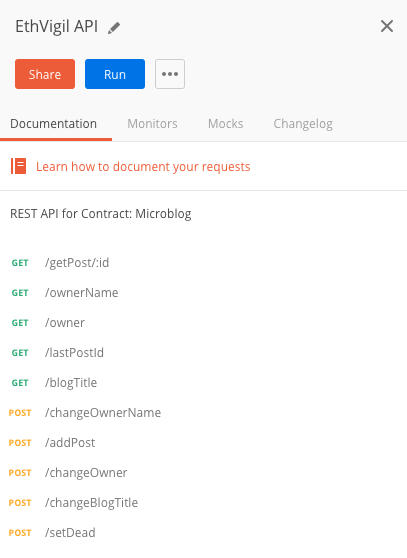 EthVigil API
Share Run
Documentation Monitors Mocks Changelog
Learn how to document your requests
REST API for Contract: Microblog
GET /getPost/:id
GET /ownerName
GET /owner
GET /lastPostId
GET /blogTitle
POST /changeOwnerName
POST /addPost
POST /changeOwner
POST /changeBlogTitle
POST /setDead